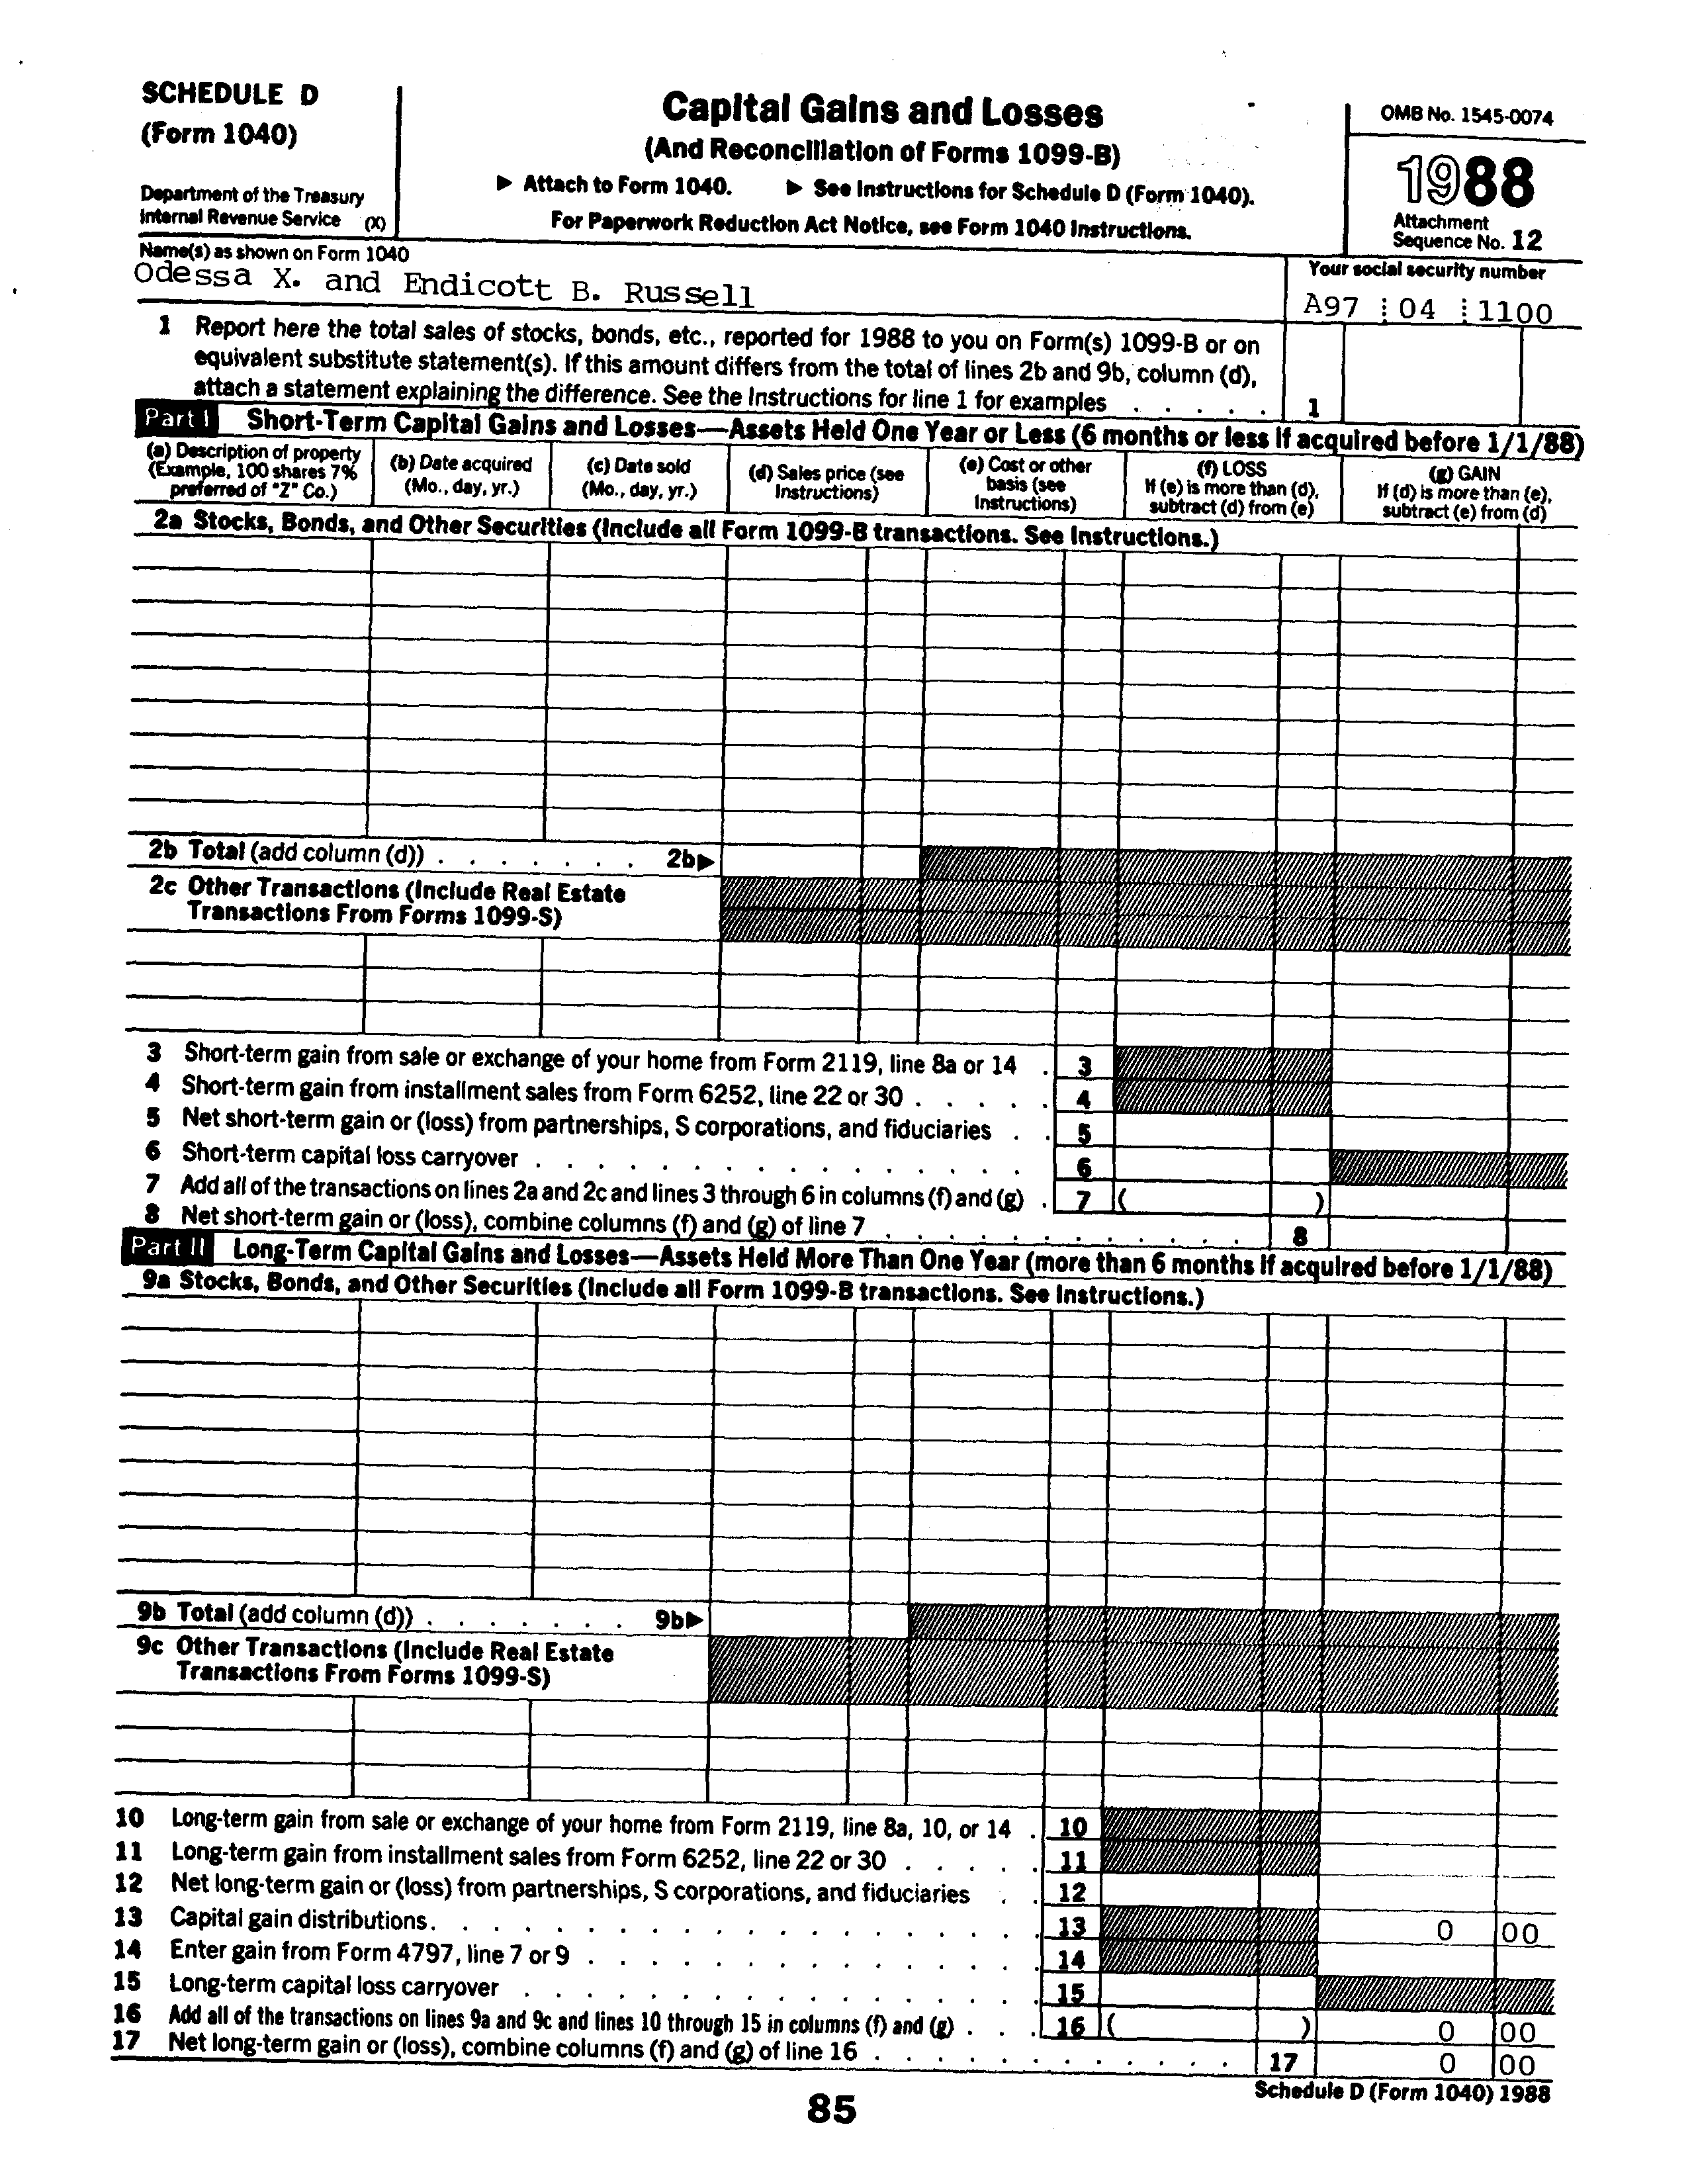 SCHEDULE D
(Form 1040)
Department of the Treasury
Internal Revenue Service (X)
Capital Gains and Losses
(And Reconciliation of Forms 1099-B)
▶ Attach to Form 1040. ▶ See Instructions for Schedule D (Form 1040).
For Paperwork Reduction Act Notice, see Form 1040 Instructions.
OMB No. 1545-0074
1988
Attachment
Sequence No. 12
Name(s) as shown on Form 1040
Odessa X. and Endicott B. Russell
Your social security number
A97 04 1100
1 Report here the total sales of stocks, bonds, etc., reported for 1988 to you on Form(s) 1099-B or on
equivalent substitute statement(s). If this amount differs from the total of lines 2b and 9b, column (d),
attach a statement explaining the difference. See the Instructions for line 1 for examples . . . . . 1
Part I Short-Term Capital Gains and Losses—Assets Held One Year or Less (6 months or less if acquired before 1/1/88)
(a) Description of property
(Example, 100 shares 7%
preferred of "Z" Co.)
(b) Date acquired
(Mo., day, yr.)
(c) Date sold
(Mo., day, yr.)
(d) Sales price (see
Instructions)
(e) Cost or other
basis (see
Instructions)
(f) LOSS
If (e) is more than (d),
subtract (d) from (e)
(g) GAIN
If (d) is more than (e),
subtract (e) from (d)
2a Stocks, Bonds, and Other Securities (Include all Form 1099-B transactions. See Instructions.)
2b Total (add column (d)) . . . . . . . 2b▶
2c Other Transactions (Include Real Estate
Transactions From Forms 1099-S)
3 Short-term gain from sale or exchange of your home from Form 2119, line 8a or 14 . 3
4 Short-term gain from installment sales from Form 6252, line 22 or 30 . . . . . 4
5 Net short-term gain or (loss) from partnerships, S corporations, and fiduciaries . . 5
6 Short-term capital loss carryover . . . . . . . . . . . . . . . . 6
7 Add all of the transactions on lines 2a and 2c and lines 3 through 6 in columns (f) and (g) . 7 ( )
8 Net short-term gain or (loss), combine columns (f) and (g) of line 7 . . . . . . . . . . . . 8
Part II Long-Term Capital Gains and Losses—Assets Held More Than One Year (more than 6 months if acquired before 1/1/88)
9a Stocks, Bonds, and Other Securities (Include all Form 1099-B transactions. See Instructions.)
9b Total (add column (d)) . . . . . . . 9b▶
9c Other Transactions (Include Real Estate
Transactions From Forms 1099-S)
10 Long-term gain from sale or exchange of your home from Form 2119, line 8a, 10, or 14 . 10
11 Long-term gain from installment sales from Form 6252, line 22 or 30 . . . . . 11
12 Net long-term gain or (loss) from partnerships, S corporations, and fiduciaries . . 12
13 Capital gain distributions . . . . . . . . . . . . . . . . . . . 13 0 00
14 Enter gain from Form 4797, line 7 or 9 . . . . . . . . . . . . . . 14
15 Long-term capital loss carryover . . . . . . . . . . . . . . . . 15
16 Add all of the transactions on lines 9a and 9c and lines 10 through 15 in columns (f) and (g) . . . 16 ( ) 0 00
17 Net long-term gain or (loss), combine columns (f) and (g) of line 16 . . . . . . . . . . . . 17 0 00
Schedule D (Form 1040) 1988
85